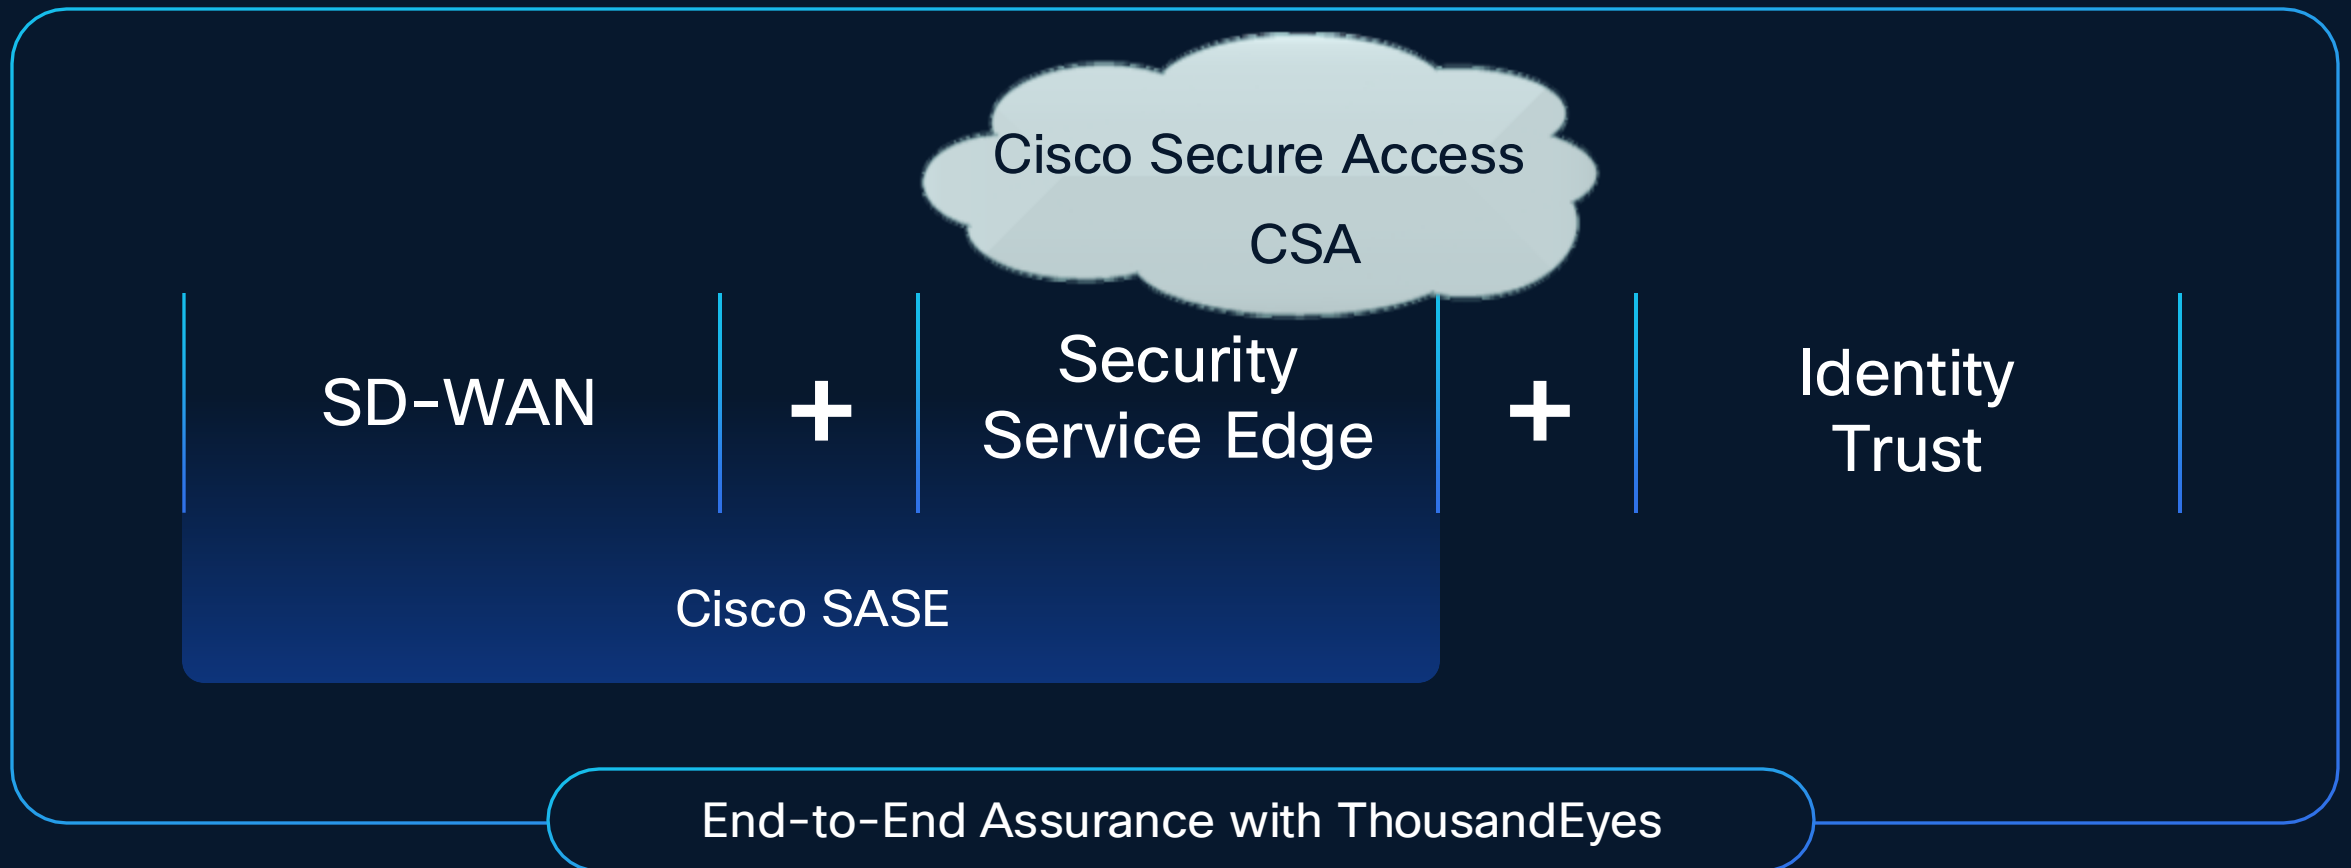 Cisco Secure Access
CSA
SD-WAN
+
Security
Service Edge
+
Identity
Trust
Cisco SASE
End-to-End Assurance with ThousandEyes